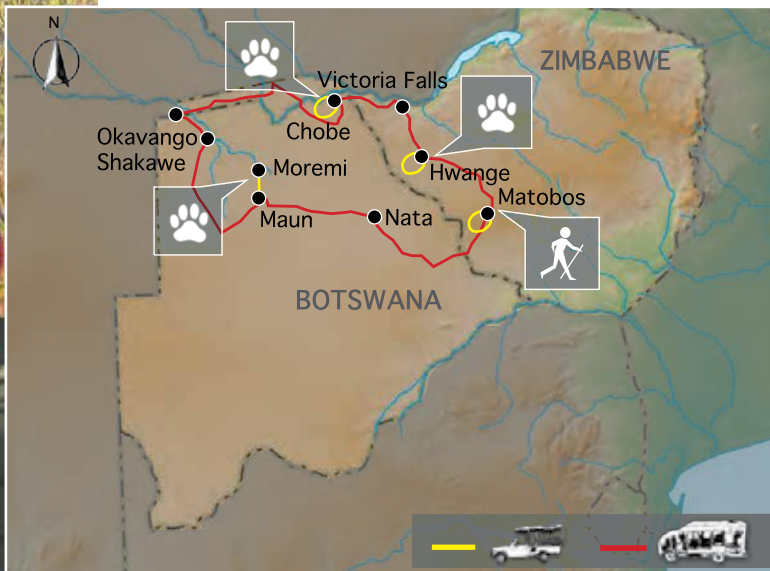 N
ZIMBABWE
Victoria Falls
Chobe
Okavango
Shakawe
Moremi
Hwange
Matobos
Maun
Nata
BOTSWANA